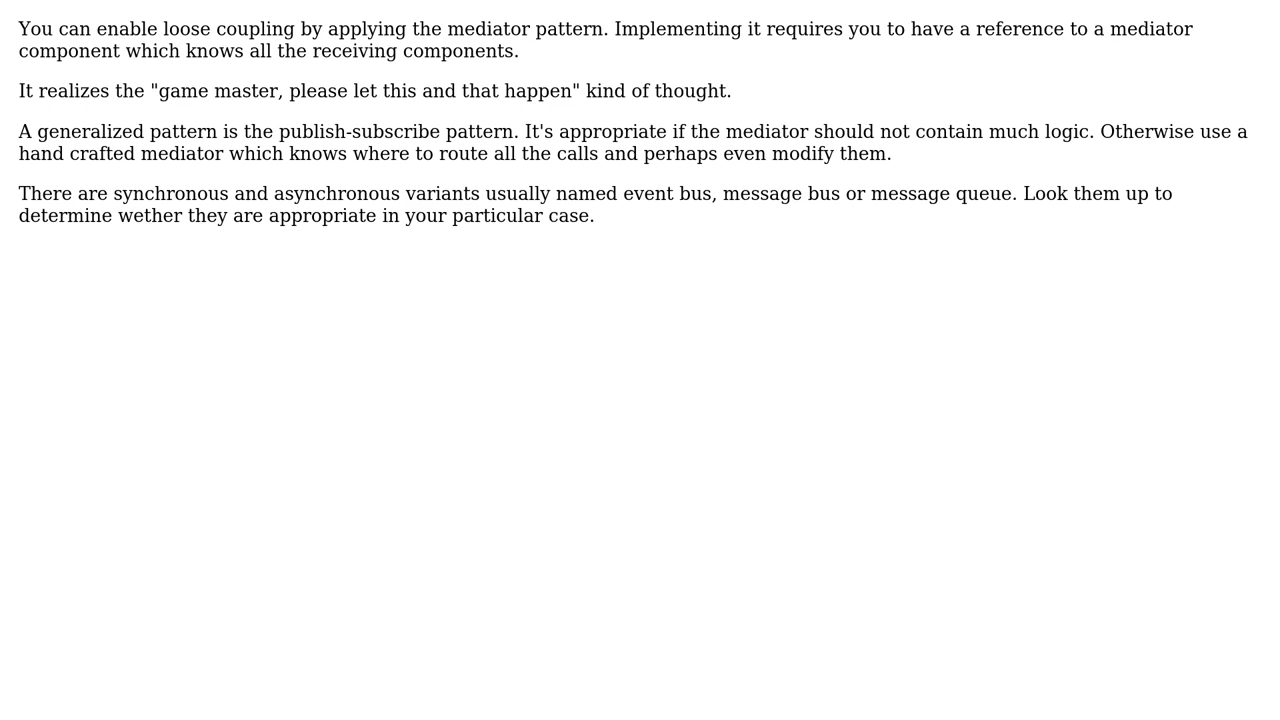 You can enable loose coupling by applying the mediator pattern. Implementing it requires you to have a reference to a mediator
component which knows all the receiving components.
It realizes the "game master, please let this and that happen" kind of thought.
A generalized pattern is the publish-subscribe pattern. It's appropriate if the mediator should not contain much logic. Otherwise use a
hand crafted mediator which knows where to route all the calls and perhaps even modify them.
There are synchronous and asynchronous variants usually named event bus, message bus or message queue. Look them up to
determine wether they are appropriate in your particular case.